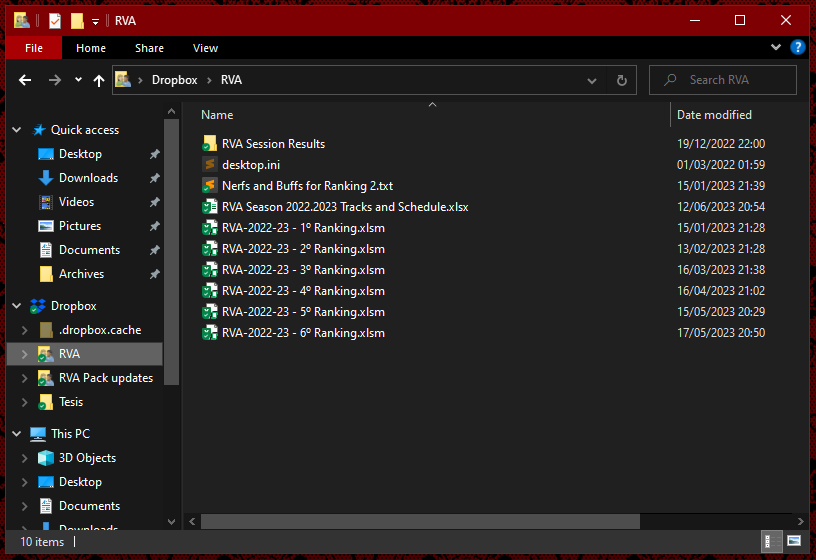 RVA
File Home Share View
Dropbox RVA
Search RVA
Name Date modified
Quick access
Desktop
Downloads
Videos
Pictures
Documents
Archives
Dropbox
.dropbox.cache
RVA
RVA Pack updates
Tesis
This PC
3D Objects
Desktop
Documents
Downloads
RVA Session Results 19/12/2022 22:00
desktop.ini 01/03/2022 01:59
Nerfs and Buffs for Ranking 2.txt 15/01/2023 21:39
RVA Season 2022.2023 Tracks and Schedule.xlsx 12/06/2023 20:54
RVA-2022-23 - 1º Ranking.xlsm 15/01/2023 21:28
RVA-2022-23 - 2º Ranking.xlsm 13/02/2023 21:28
RVA-2022-23 - 3º Ranking.xlsm 16/03/2023 21:38
RVA-2022-23 - 4º Ranking.xlsm 16/04/2023 21:02
RVA-2022-23 - 5º Ranking.xlsm 15/05/2023 20:29
RVA-2022-23 - 6º Ranking.xlsm 17/05/2023 20:50
10 items